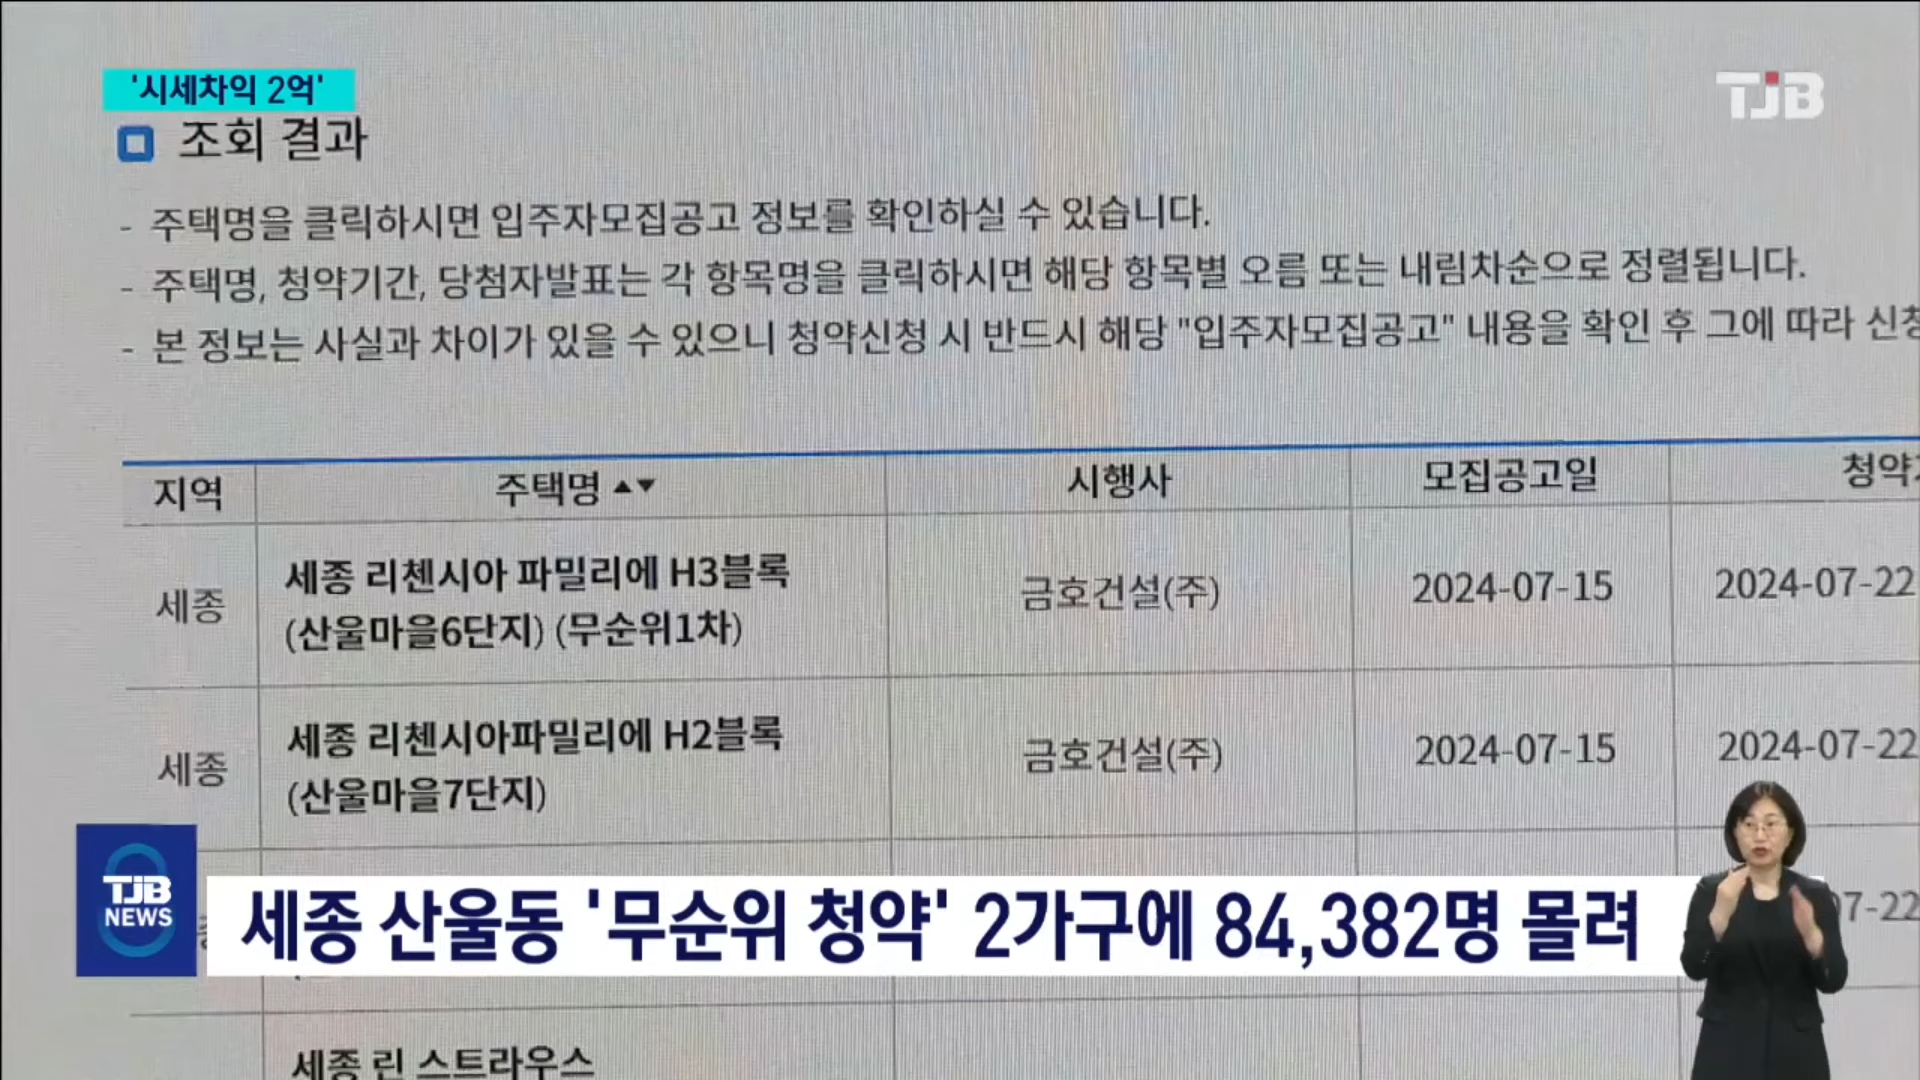 '시세차익 2억'
TJB
조회 결과
- 주택명을 클릭하시면 입주자모집공고 정보를 확인하실 수 있습니다.
- 주택명, 청약기간, 당첨자발표는 각 항목명을 클릭하시면 해당 항목별 오름 또는 내림차순으로 정렬됩니다.
- 본 정보는 사실과 차이가 있을 수 있으니 청약신청 시 반드시 해당 "입주자모집공고" 내용을 확인 후 그에 따라 신청
지역 주택명 ▲▼ 시행사 모집공고일 청약
세종 세종 리첸시아 파밀리에 H3블록 금호건설(주) 2024-07-15 2024-07-22
(산울마을6단지) (무순위1차)
세종 세종 리첸시아파밀리에 H2블록 금호건설(주) 2024-07-15 2024-07-22
(산울마을7단지)
7-22
TJB
NEWS
세종 산울동 '무순위 청약' 2가구에 84,382명 몰려
세종 린 스트라우스